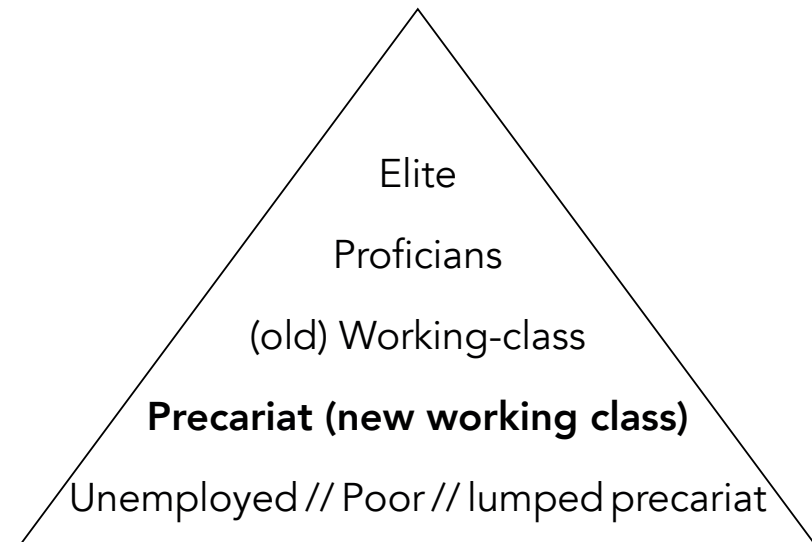 Elite
Proficians
(old) Working-class
Precariat (new working class)
Unemployed // Poor // lumped precariat